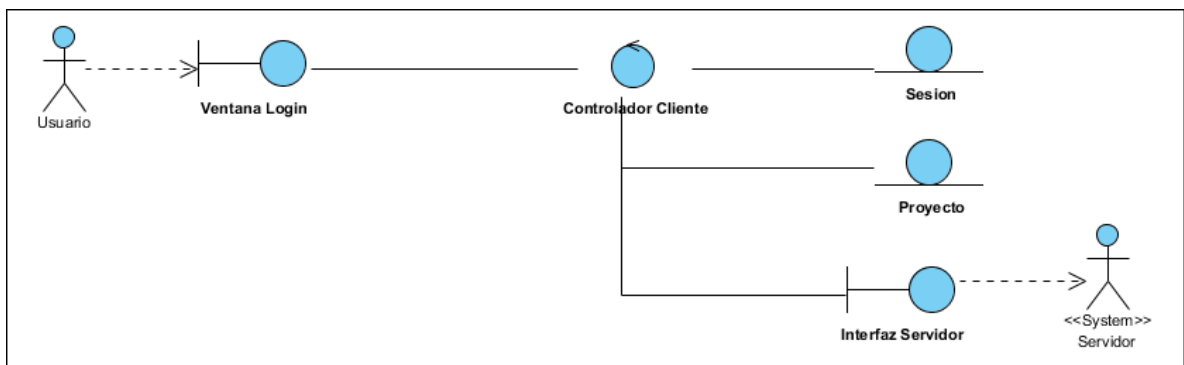 Usuario
Ventana Login
Controlador Cliente
Sesion
Proyecto
Interfaz Servidor
<<System>>
Servidor